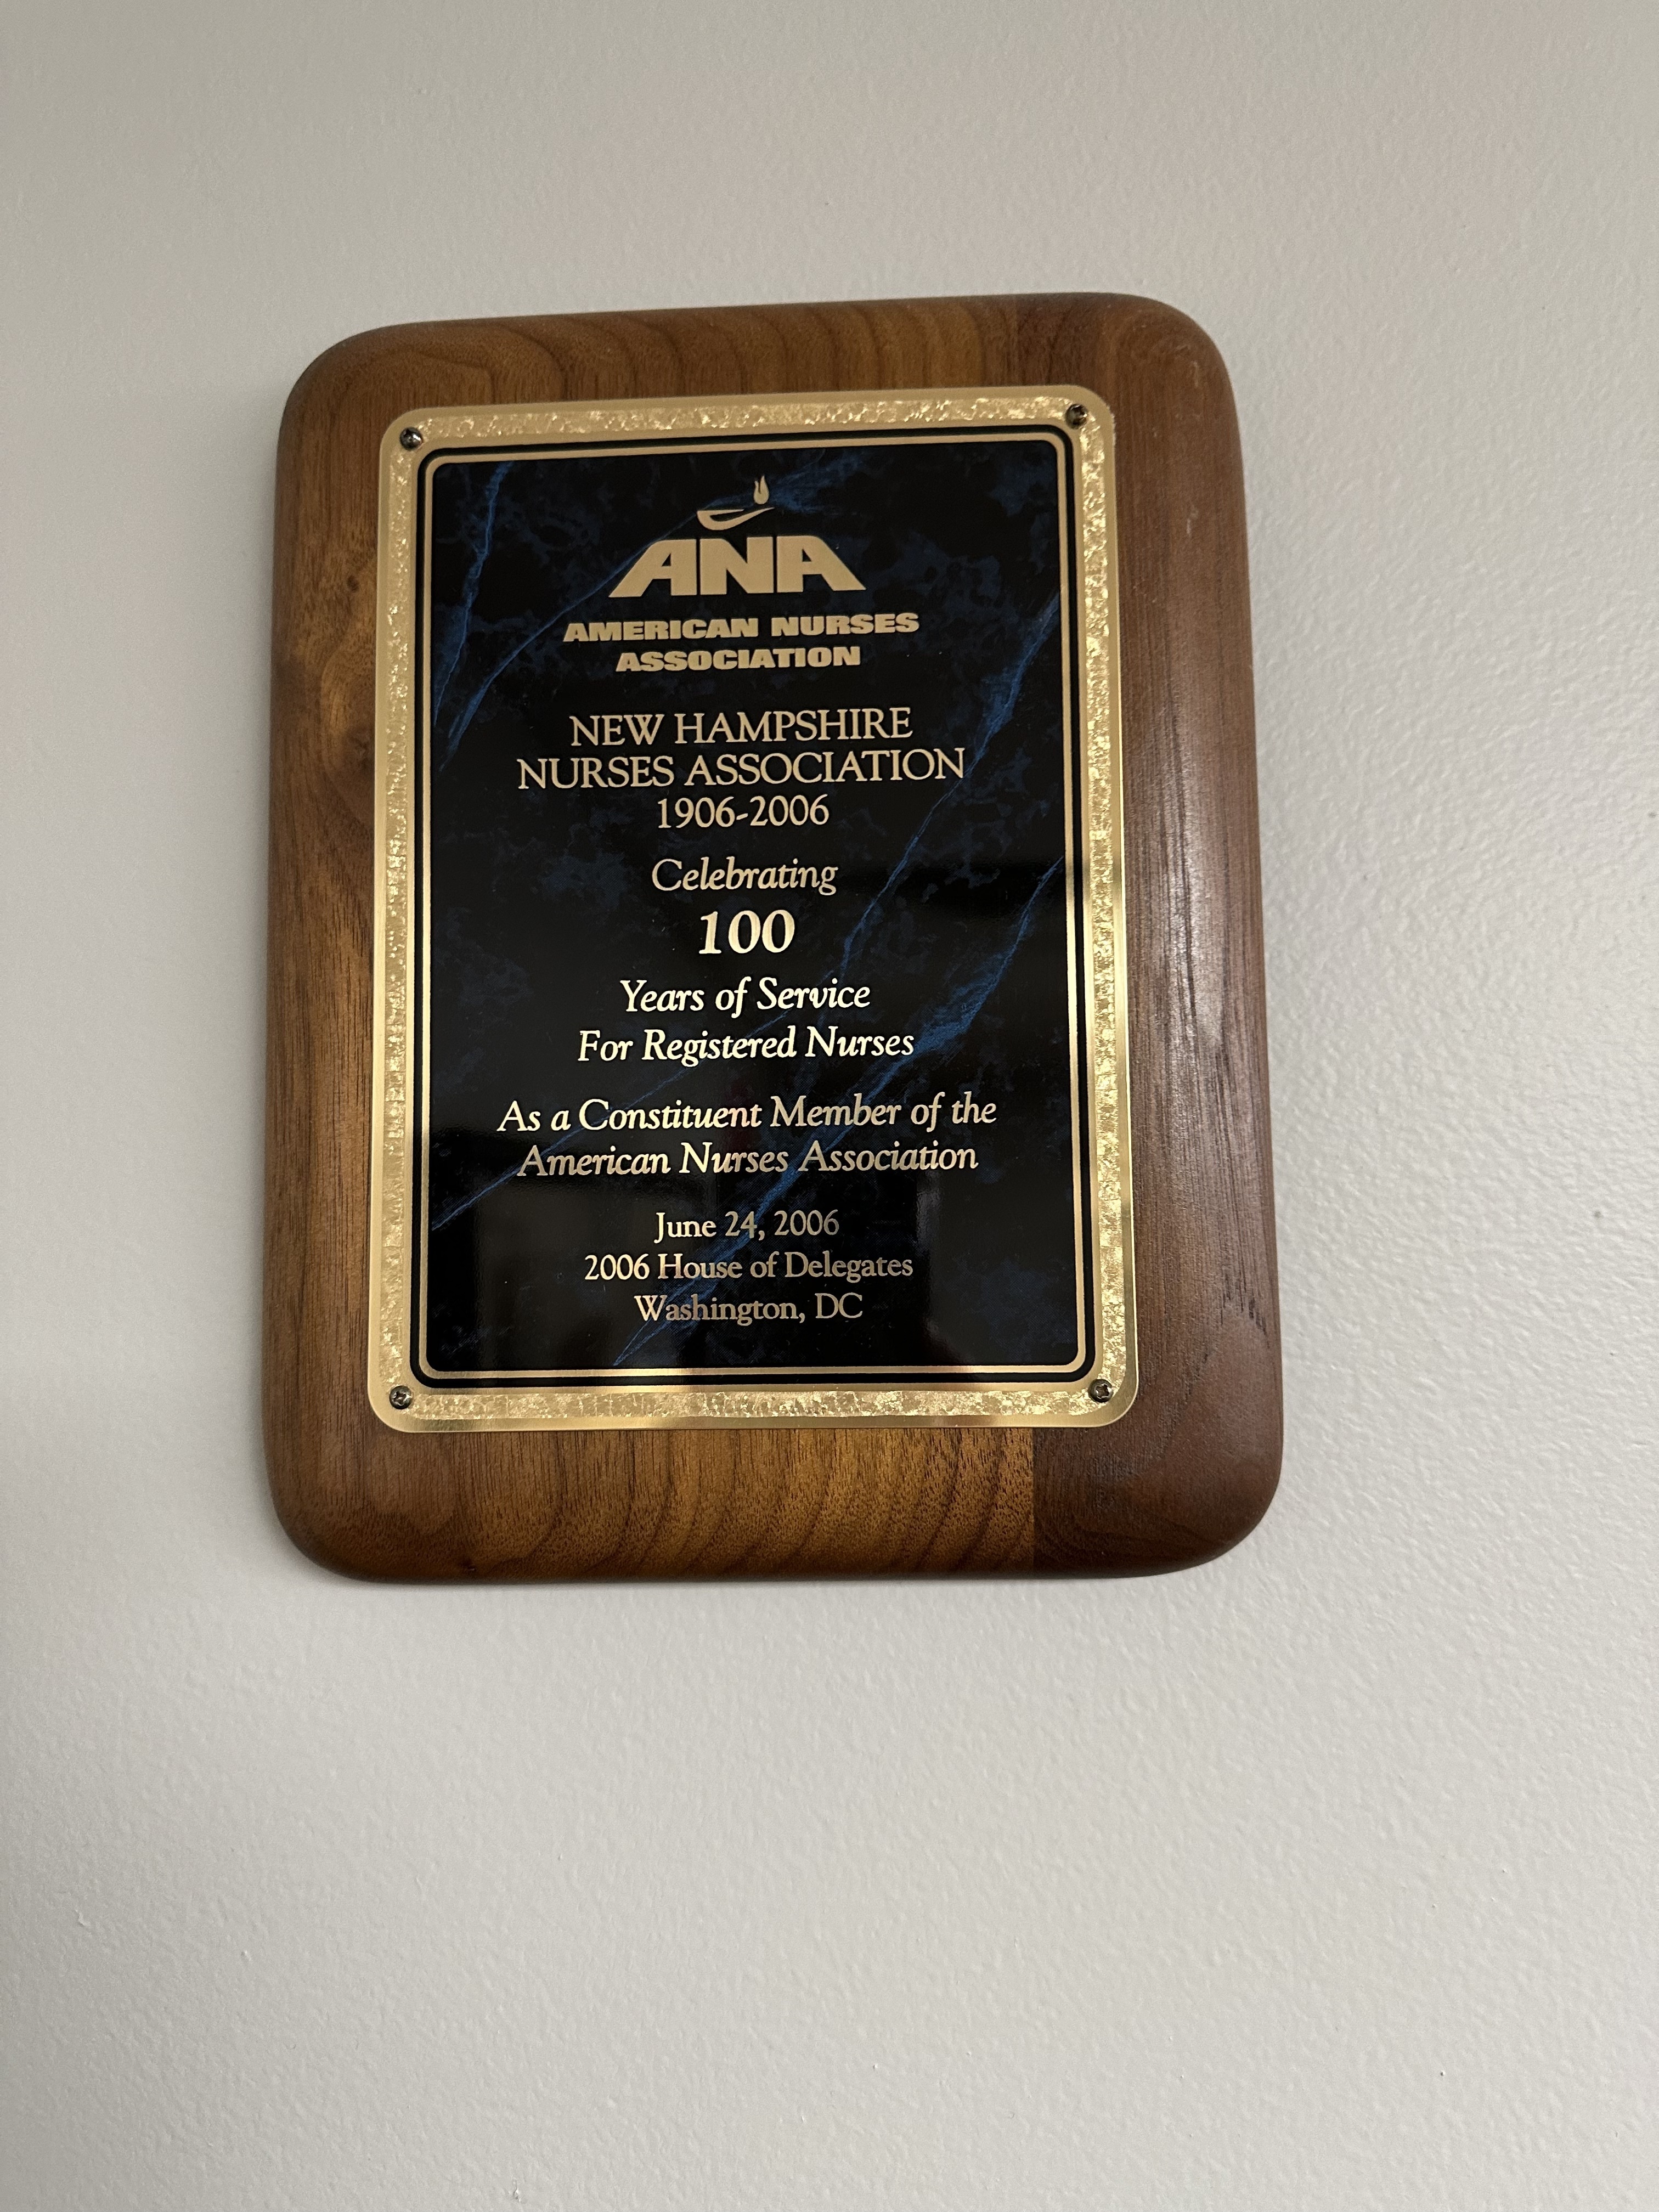 ANA
AMERICAN NURSES
ASSOCIATION
NEW HAMPSHIRE
NURSES ASSOCIATION
1906-2006
Celebrating
100
Years of Service
For Registered Nurses
As a Constituent Member of the
American Nurses Association
June 24, 2006
2006 House of Delegates
Washington, DC